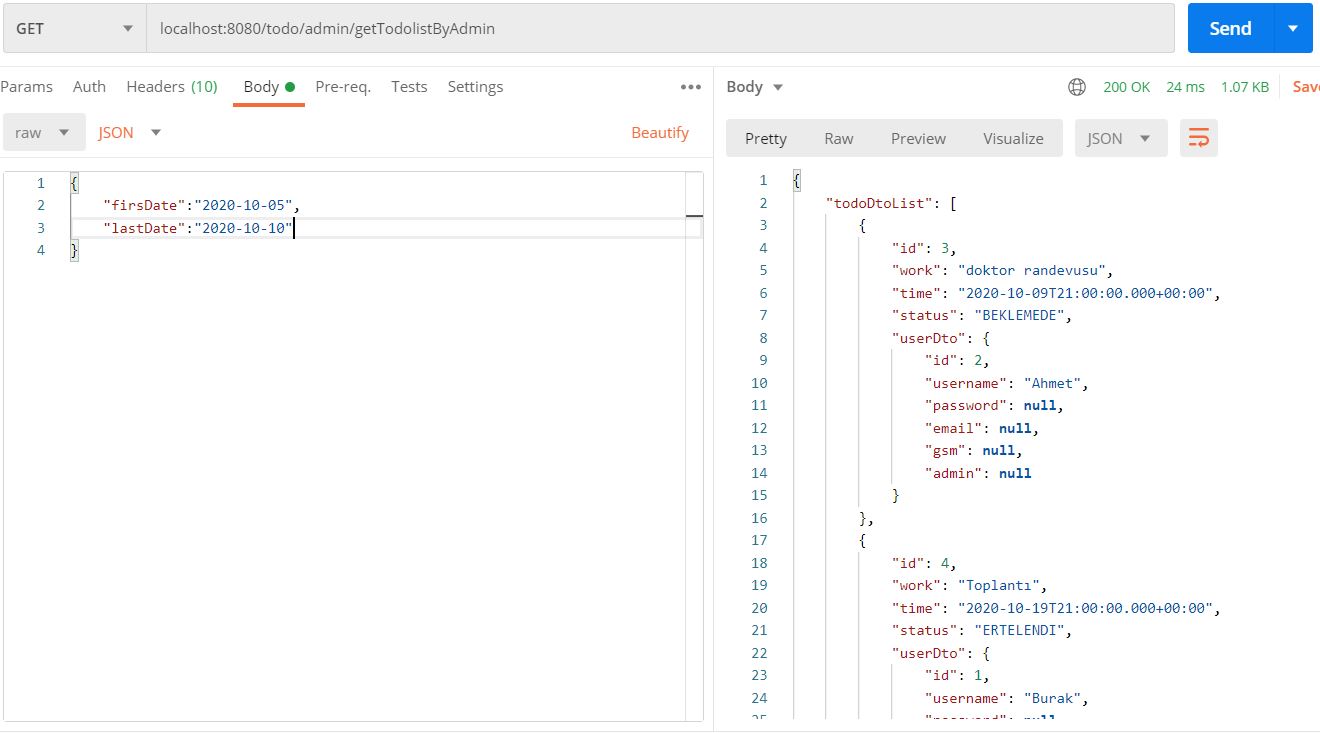 GET localhost:8080/todo/admin/getTodolistByAdmin Send
Params Auth Headers (10) Body Pre-req. Tests Settings •••
raw JSON Beautify
1 {
2 "firsDate":"2020-10-05",
3 "lastDate":"2020-10-10"
4 }
Body 200 OK 24 ms 1.07 KB
Pretty Raw Preview Visualize JSON
1 {
2 "todoDtoList": [
3 {
4 "id": 3,
5 "work": "doktor randevusu",
6 "time": "2020-10-09T21:00:00.000+00:00",
7 "status": "BEKLEMEDE",
8 "userDto": {
9 "id": 2,
10 "username": "Ahmet",
11 "password": null,
12 "email": null,
13 "gsm": null,
14 "admin": null
15 }
16 },
17 {
18 "id": 4,
19 "work": "Toplantı",
20 "time": "2020-10-19T21:00:00.000+00:00",
21 "status": "ERTELENDI",
22 "userDto": {
23 "id": 1,
24 "username": "Burak",